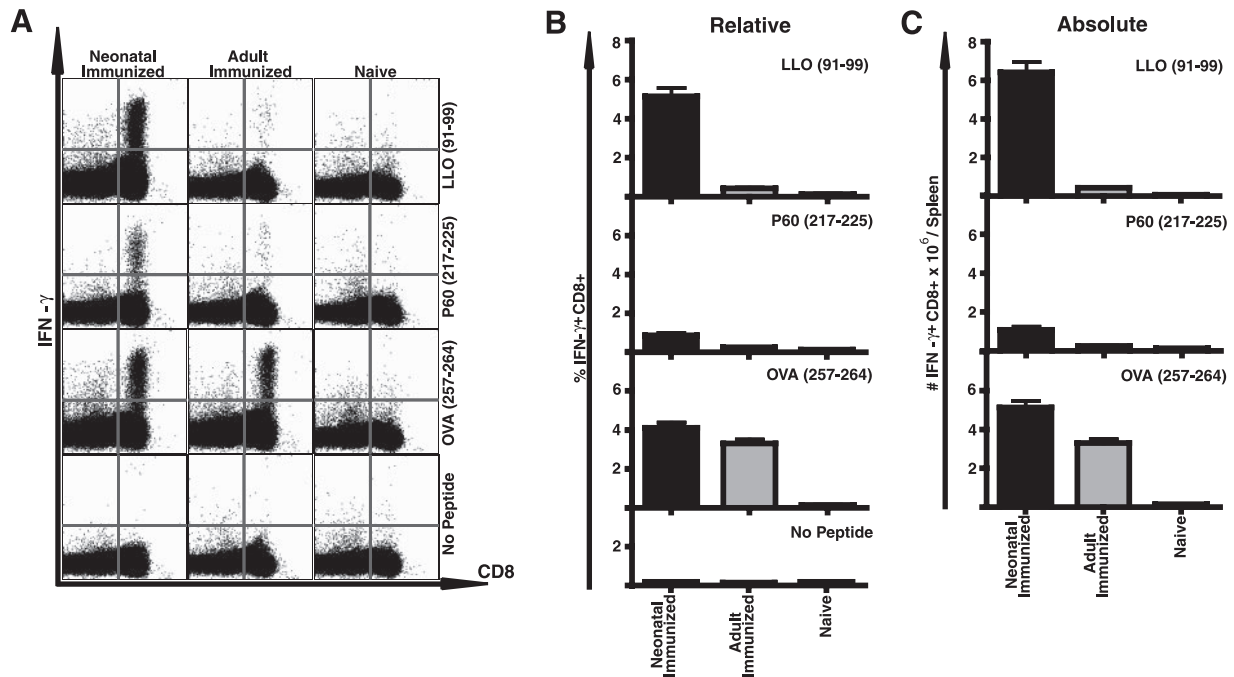 A
Neonatal
Immunized
Adult
Immunized
Naive
IFN - γ
LLO (91-99)
P60 (217-225)
OVA (257-264)
No Peptide
CD8
B
Relative
% IFN-γ+CD8+
8
6
4
2
LLO (91-99)
6
4
2
P60 (217-225)
6
4
2
OVA (257-264)
2
No Peptide
Neonatal
Immunized
Adult
Immunized
Naive
C
Absolute
# IFN -γ+ CD8+ x 10⁶/ Spleen
8
6
4
2
LLO (91-99)
6
4
2
P60 (217-225)
6
4
2
OVA (257-264)
Neonatal
Immunized
Adult
Immunized
Naive